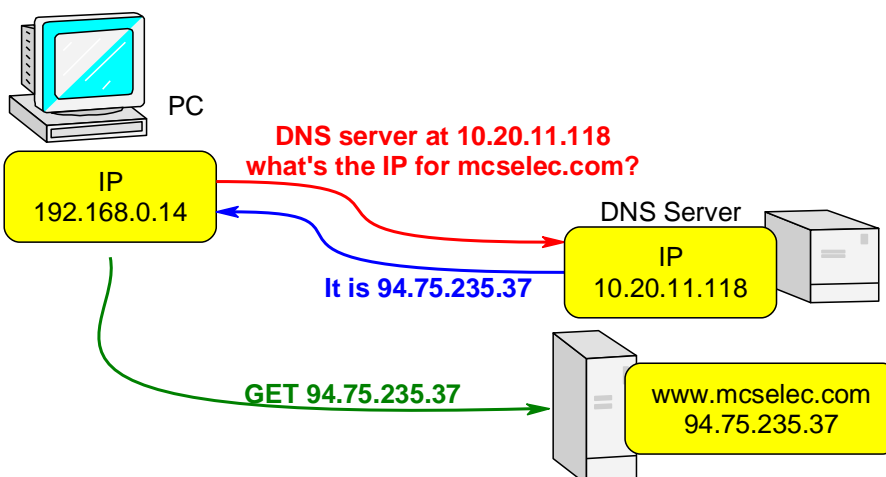 PC
DNS server at 10.20.11.118
what's the IP for mcselec.com?
IP
192.168.0.14
DNS Server
IP
10.20.11.118
It is 94.75.235.37
GET 94.75.235.37
www.mcselec.com
94.75.235.37